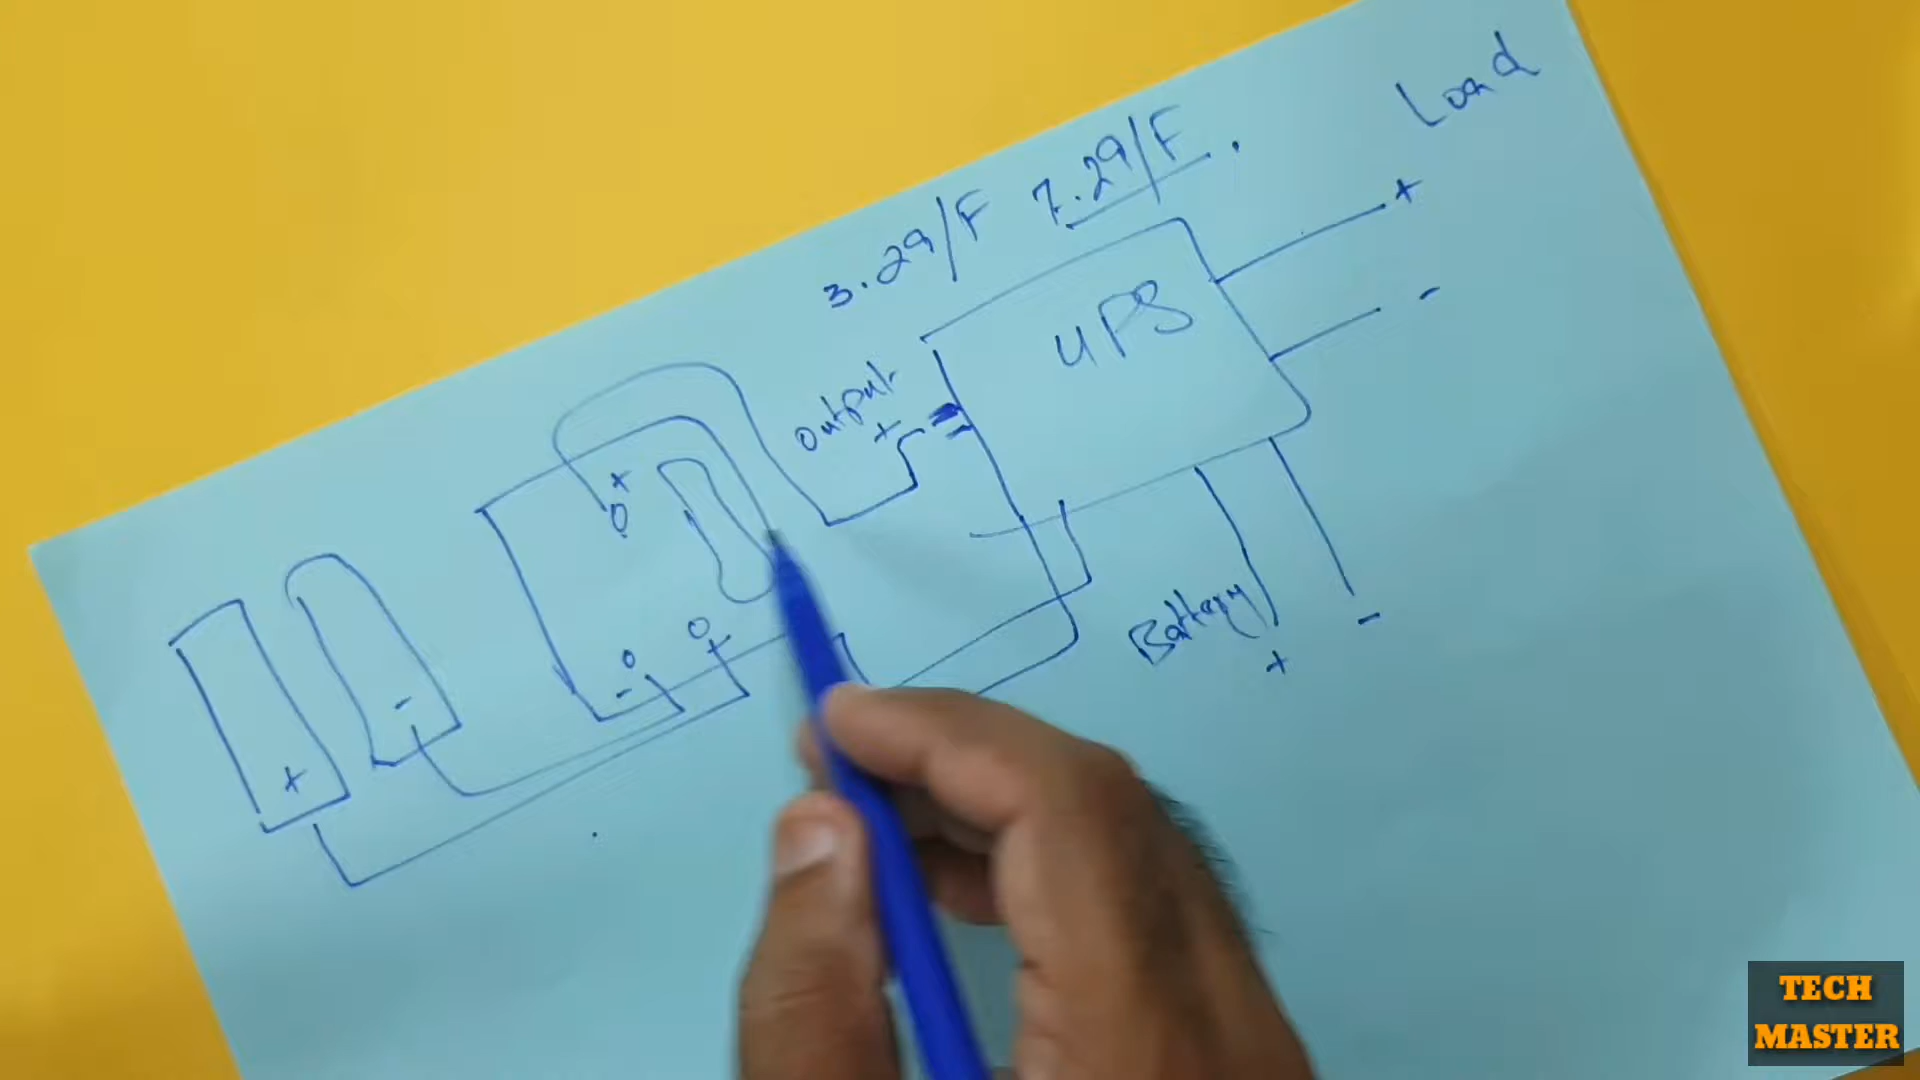 Load
3.29/F 7.29/F.
UPS
output
+
-
+
+
-
+
-
+
Battery
+
-
TECH
MASTER